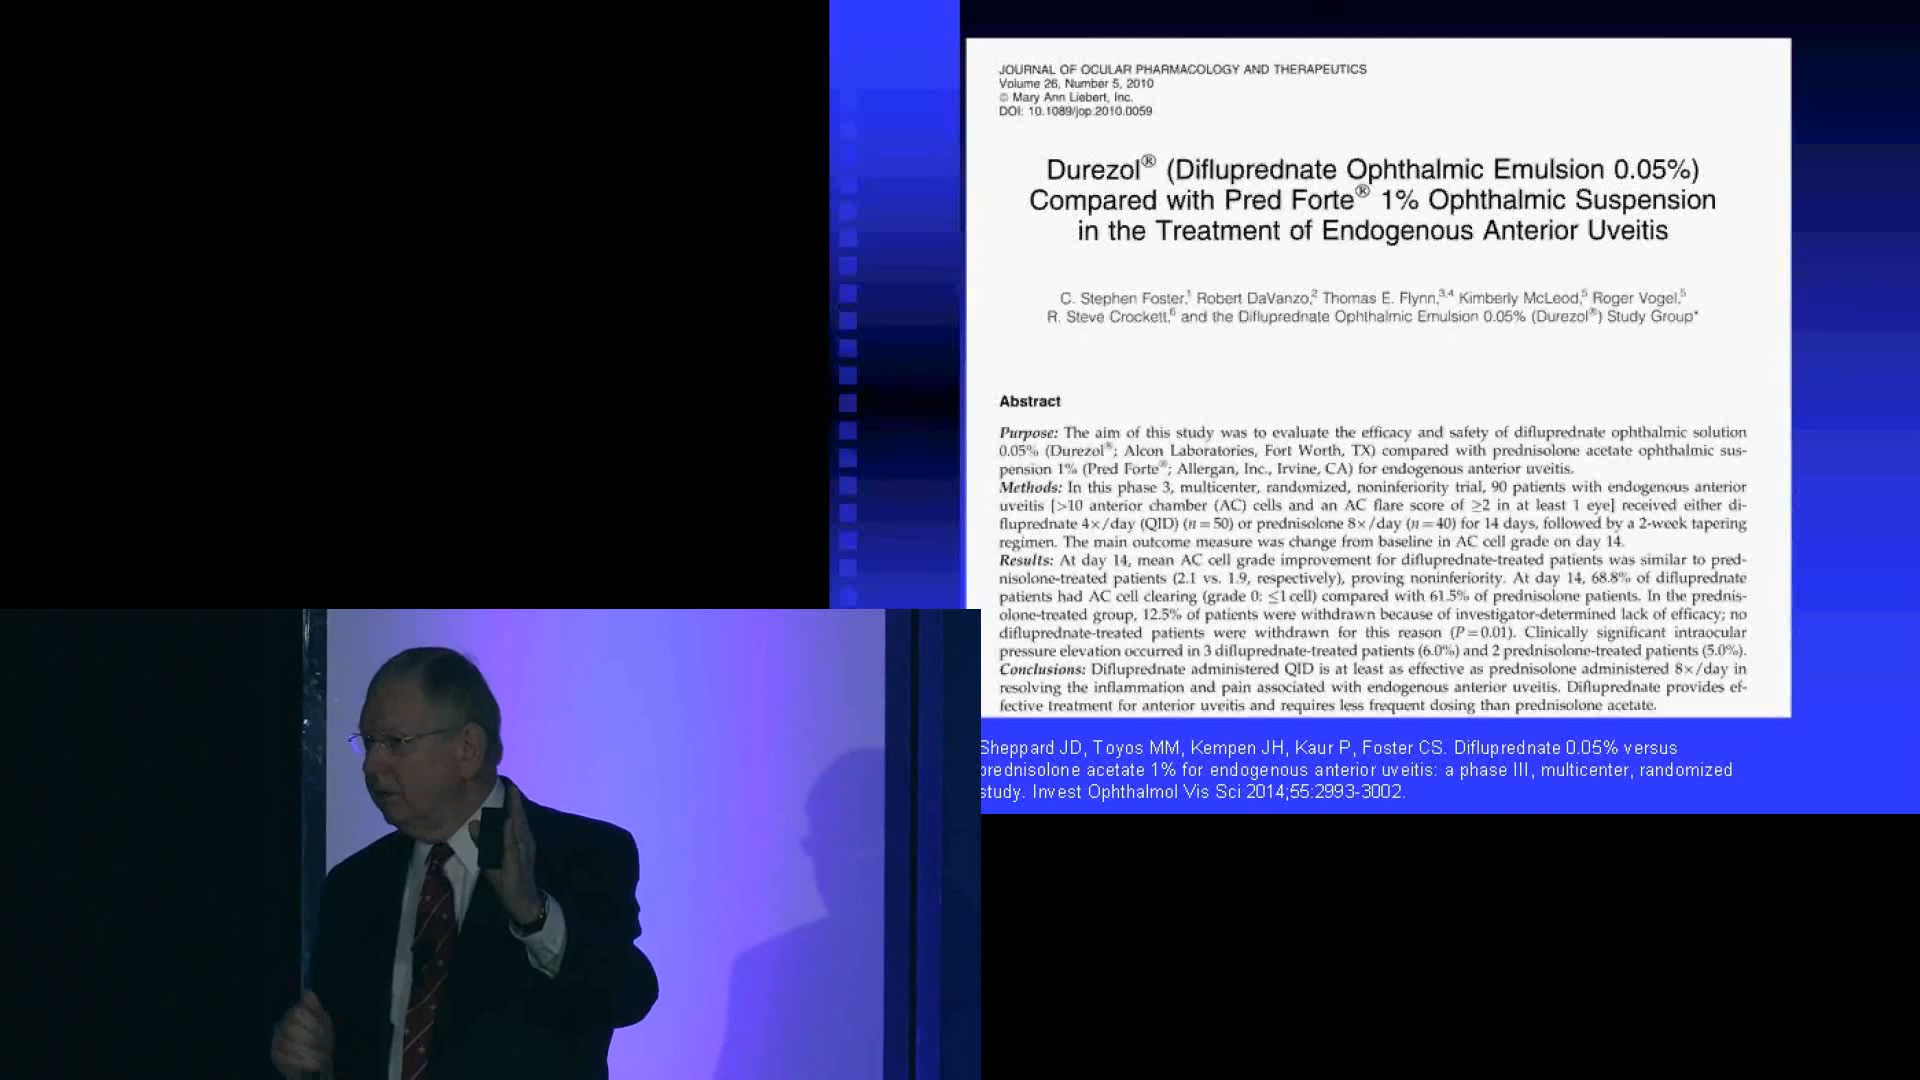 JOURNAL OF OCULAR PHARMACOLOGY AND THERAPEUTICS
Volume 26, Number 5, 2010
© Mary Ann Liebert, Inc.
DOI: 10.1089/jop.2010.0059
Durezol® (Difluprednate Ophthalmic Emulsion 0.05%)
Compared with Pred Forte® 1% Ophthalmic Suspension
in the Treatment of Endogenous Anterior Uveitis
C. Stephen Foster,1 Robert DaVanzo,2 Thomas E. Flynn,3,4 Kimberly McLeod,5 Roger Vogel,5
R. Steve Crockett,6 and the Difluprednate Ophthalmic Emulsion 0.05% (Durezol®) Study Group*
Abstract
Purpose: The aim of this study was to evaluate the efficacy and safety of difluprednate ophthalmic solution
0.05% (Durezol®; Alcon Laboratories, Fort Worth, TX) compared with prednisolone acetate ophthalmic sus-
pension 1% (Pred Forte®; Allergan, Inc., Irvine, CA) for endogenous anterior uveitis.
Methods: In this phase 3, multicenter, randomized, noninferiority trial, 90 patients with endogenous anterior
uveitis [>10 anterior chamber (AC) cells and an AC flare score of ≥2 in at least 1 eye] received either di-
fluprednate 4×/day (QID) (n=50) or prednisolone 8×/day (n=40) for 14 days, followed by a 2-week tapering
regimen. The main outcome measure was change from baseline in AC cell grade on day 14.
Results: At day 14, mean AC cell grade improvement for difluprednate-treated patients was similar to pred-
nisolone-treated patients (2.1 vs. 1.9, respectively), proving noninferiority. At day 14, 68.8% of difluprednate
patients had AC cell clearing (grade 0: ≤1 cell) compared with 61.5% of prednisolone patients. In the prednis-
olone-treated group, 12.5% of patients were withdrawn because of investigator-determined lack of efficacy; no
difluprednate-treated patients were withdrawn for this reason (P=0.01). Clinically significant intraocular
pressure elevation occurred in 3 difluprednate-treated patients (6.0%) and 2 prednisolone-treated patients (5.0%).
Conclusions: Difluprednate administered QID is at least as effective as prednisolone administered 8×/day in
resolving the inflammation and pain associated with endogenous anterior uveitis. Difluprednate provides ef-
fective treatment for anterior uveitis and requires less frequent dosing than prednisolone acetate.
Sheppard JD, Toyos MM, Kempen JH, Kaur P, Foster CS. Difluprednate 0.05% versus
prednisolone acetate 1% for endogenous anterior uveitis: a phase III, multicenter, randomized
study. Invest Ophthalmol Vis Sci 2014;55:2993-3002.